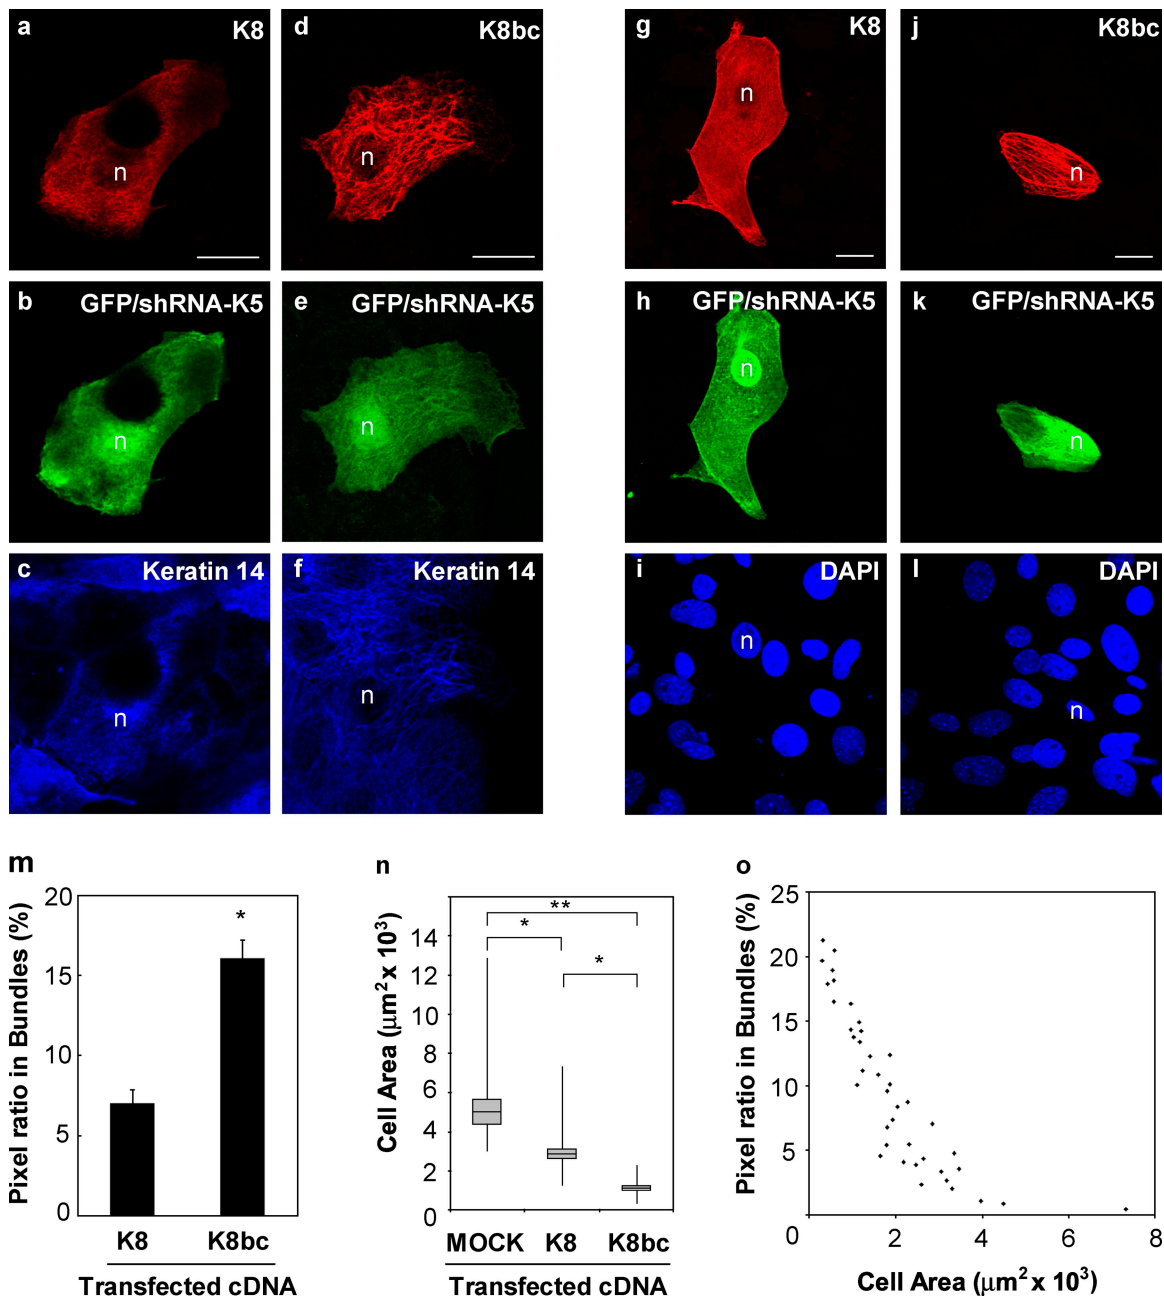 a K8 d K8bc g K8 j K8bc
n n n n
b GFP/shRNA-K5 e GFP/shRNA-K5 h GFP/shRNA-K5 k GFP/shRNA-K5
n n n n
c Keratin 14 f Keratin 14 i DAPI l DAPI
n n n n
m
Pixel ratio in Bundles (%)
20
15
10
5
0
*
K8 K8bc
Transfected cDNA
n
Cell Area (μm² x 10³)
14
12
10
8
6
4
2
0
**
*
*
MOCK K8 K8bc
Transfected cDNA
o
Pixel ratio in Bundles (%)
25
20
15
10
5
0 2 4 6 8
Cell Area (μm² x 10³)